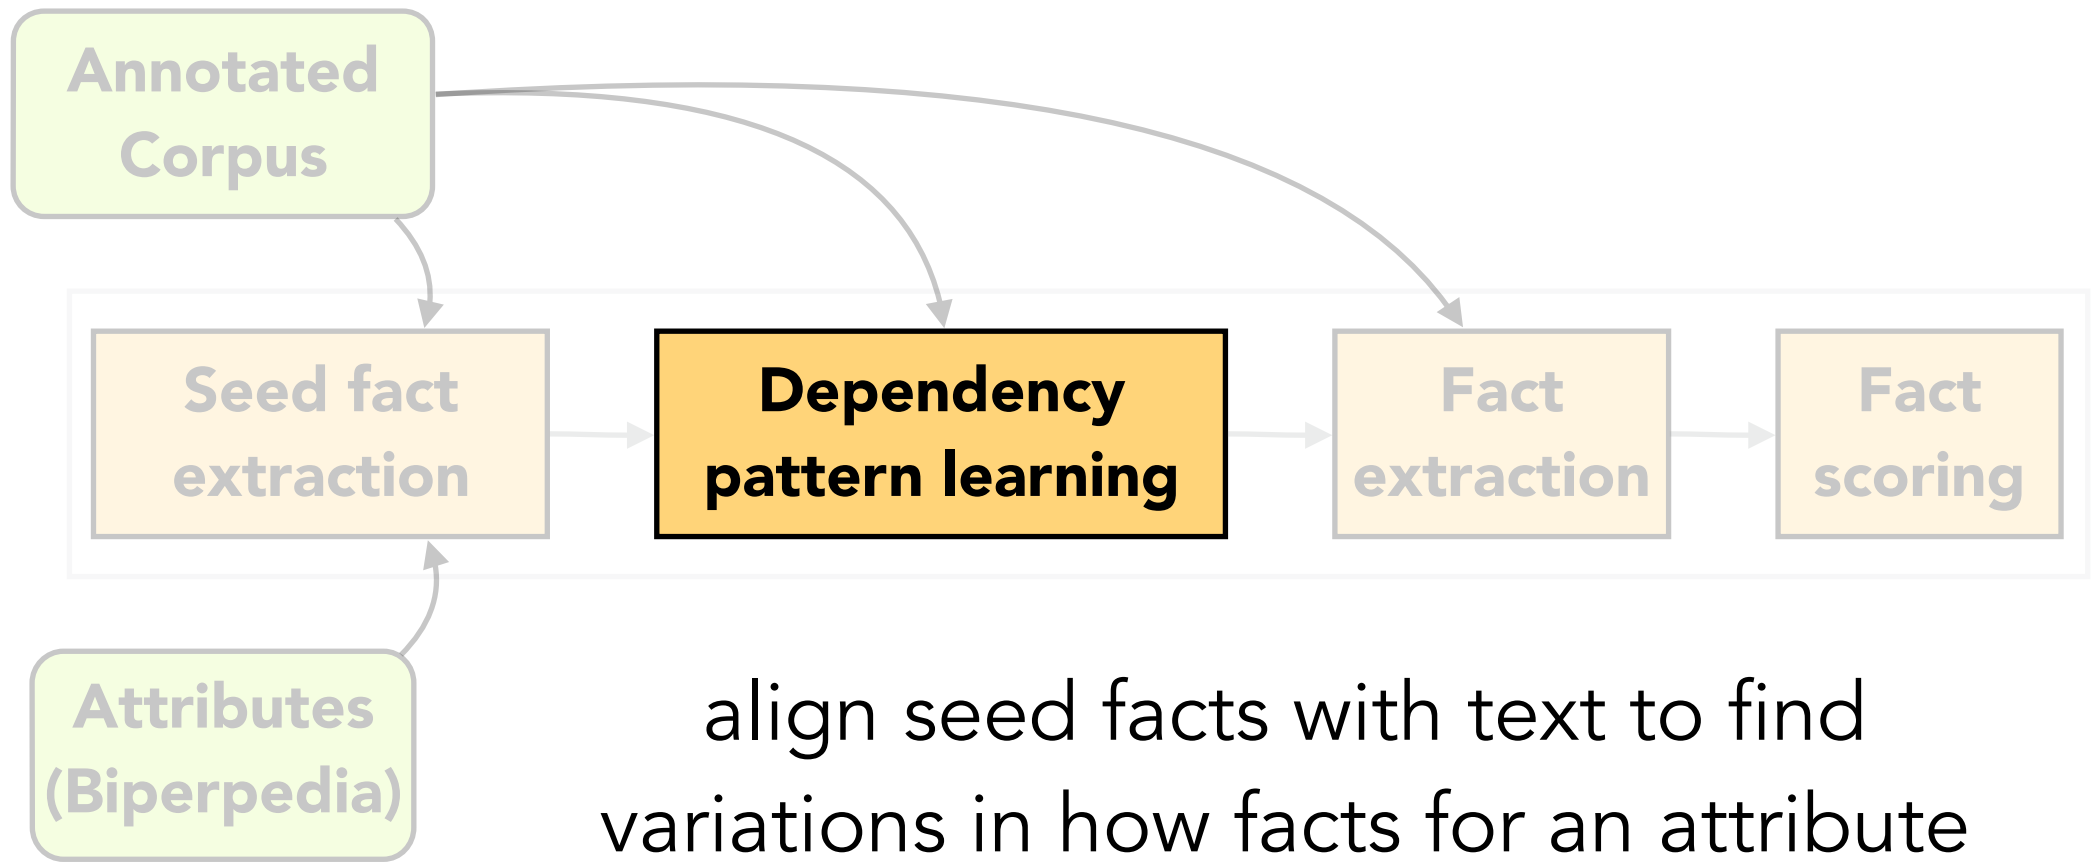 Annotated
Corpus
Seed fact
extraction
Dependency
pattern learning
Fact
extraction
Fact
scoring
Attributes
(Biperpedia)
align seed facts with text to find
variations in how facts for an attribute